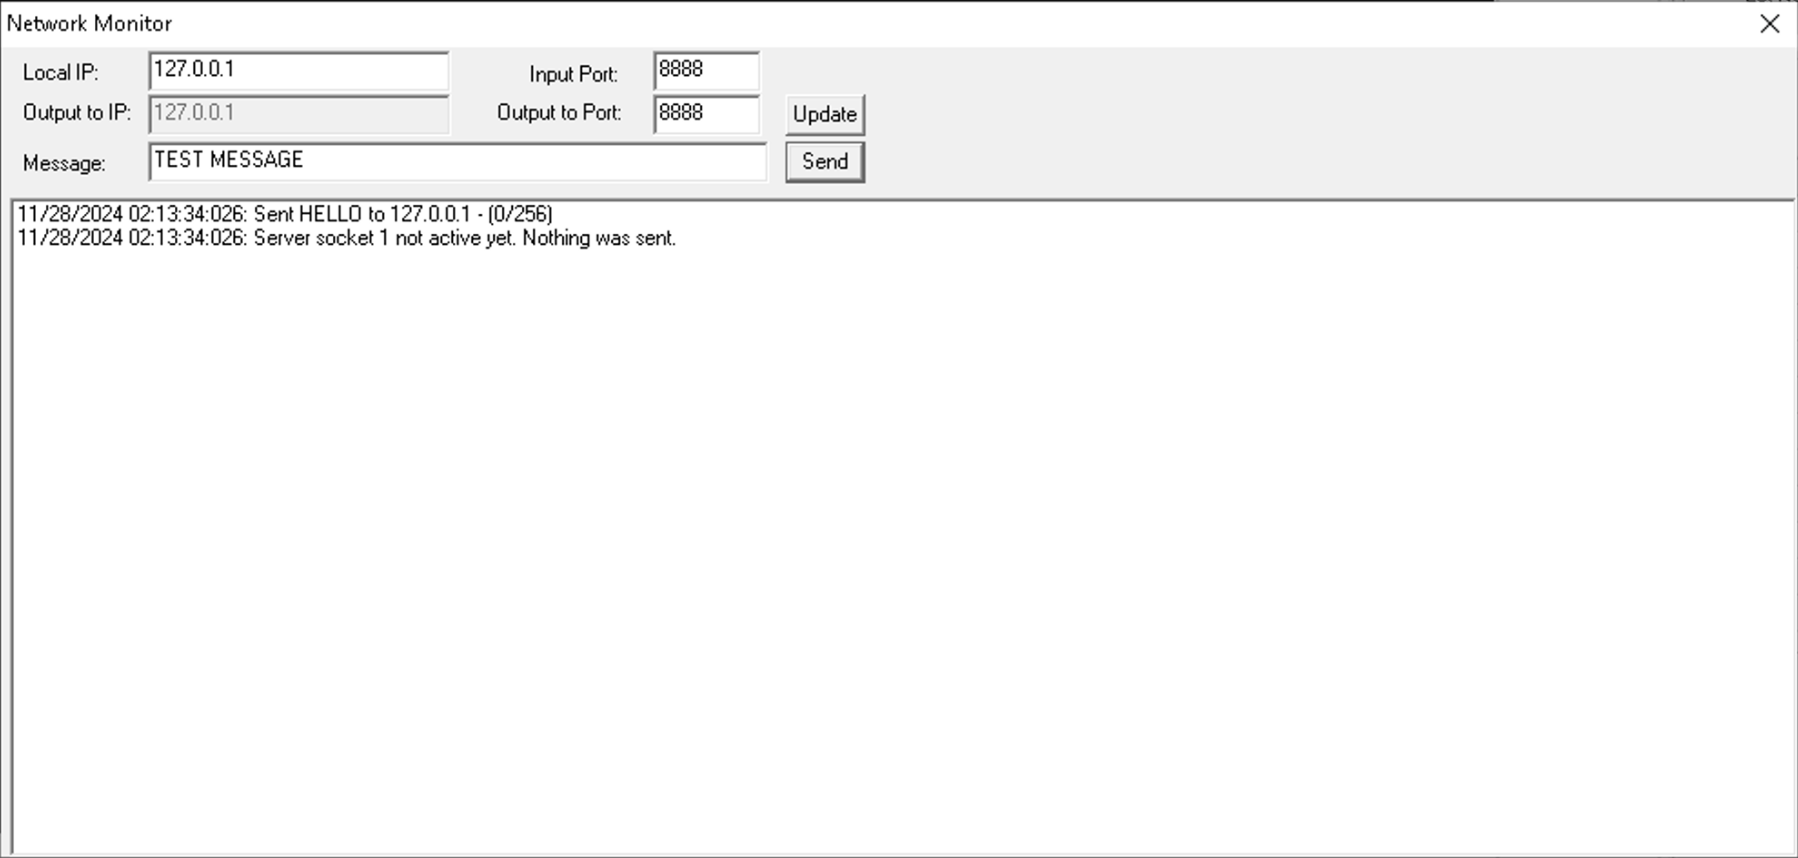 Network Monitor
Local IP: 127.0.0.1 Input Port: 8888
Output to IP: 127.0.0.1 Output to Port: 8888 Update
Message: TEST MESSAGE Send
11/28/2024 02:13:34:026: Sent HELLO to 127.0.0.1 - (0/256)
11/28/2024 02:13:34:026: Server socket 1 not active yet. Nothing was sent.